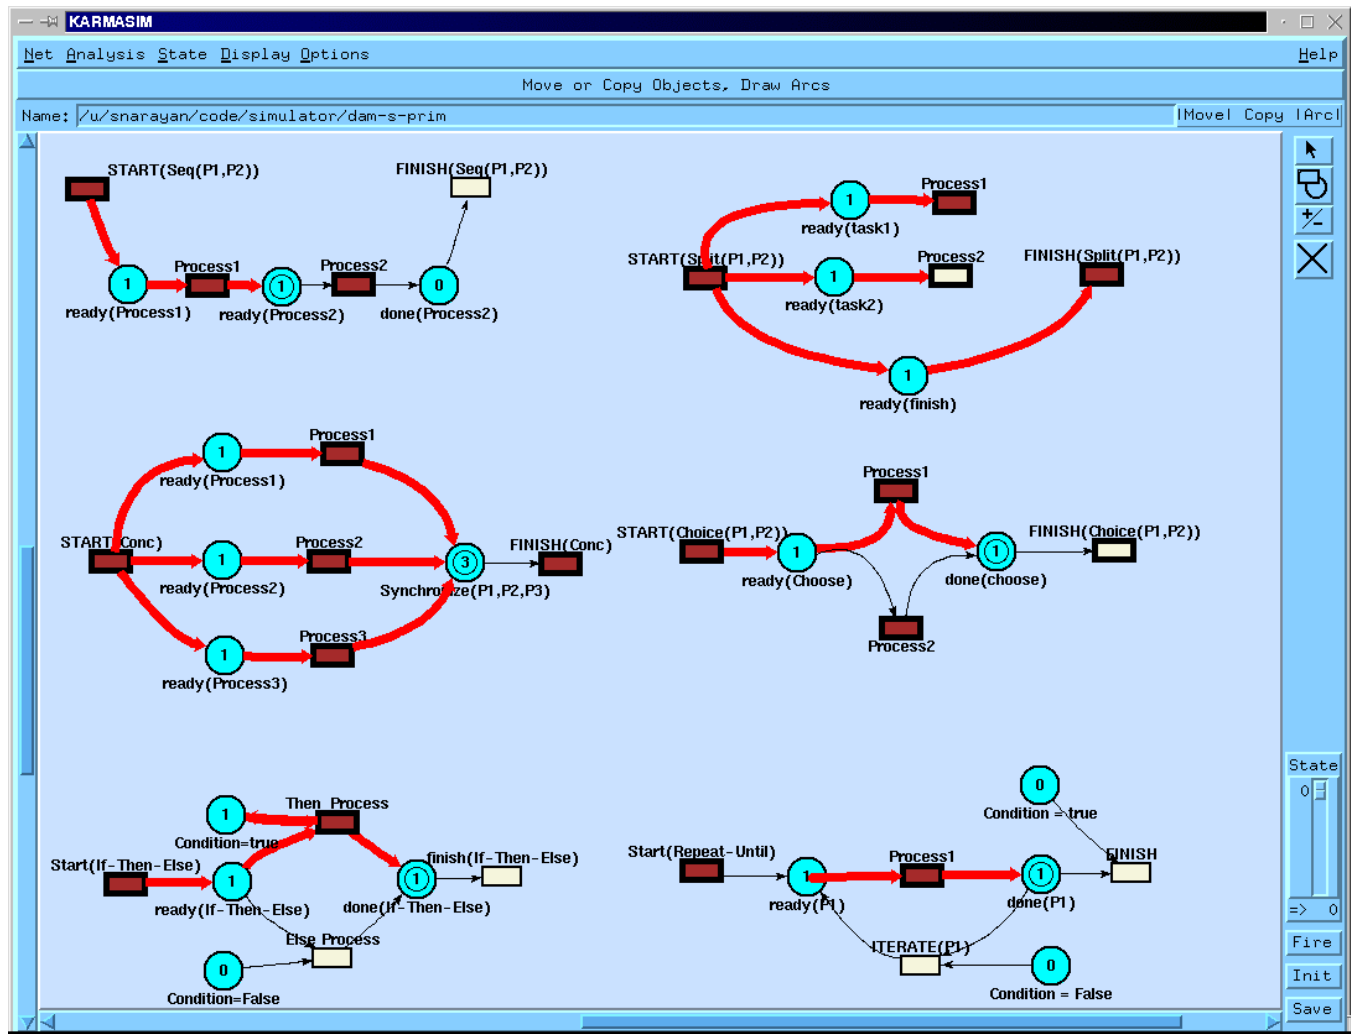 KARMASIM
Net Analysis State Display Options Help
Move or Copy Objects, Draw Arcs
Name: /u/snarayan/code/simulator/dam-s-prim |Move| Copy |Arc|
START(Seq(P1,P2))
FINISH(Seq(P1,P2))
Process1
Process2
1
1
0
ready(Process1)
ready(Process2)
done(Process2)
Process1
1
ready(task1)
START(Split(P1,P2))
Process2
FINISH(Split(P1,P2))
1
ready(task2)
1
ready(finish)
Process1
1
ready(Process1)
START(Conc)
Process2
FINISH(Conc)
1
3
ready(Process2)
Synchronize(P1,P2,P3)
Process3
1
ready(Process3)
Process1
START(Choice(P1,P2))
FINISH(Choice(P1,P2))
1
1
ready(Choose)
done(choose)
Process2
Then Process
1
Condition=true
Start(If-Then-Else)
finish(If-Then-Else)
1
1
ready(If-Then-Else)
done(If-Then-Else)
Else Process
0
Condition=False
0
Condition = true
Start(Repeat-Until)
Process1
FINISH
1
1
ready(P1)
done(P1)
ITERATE(P1)
0
Condition = False
+/-
State
0
=> 0
Fire
Init
Save